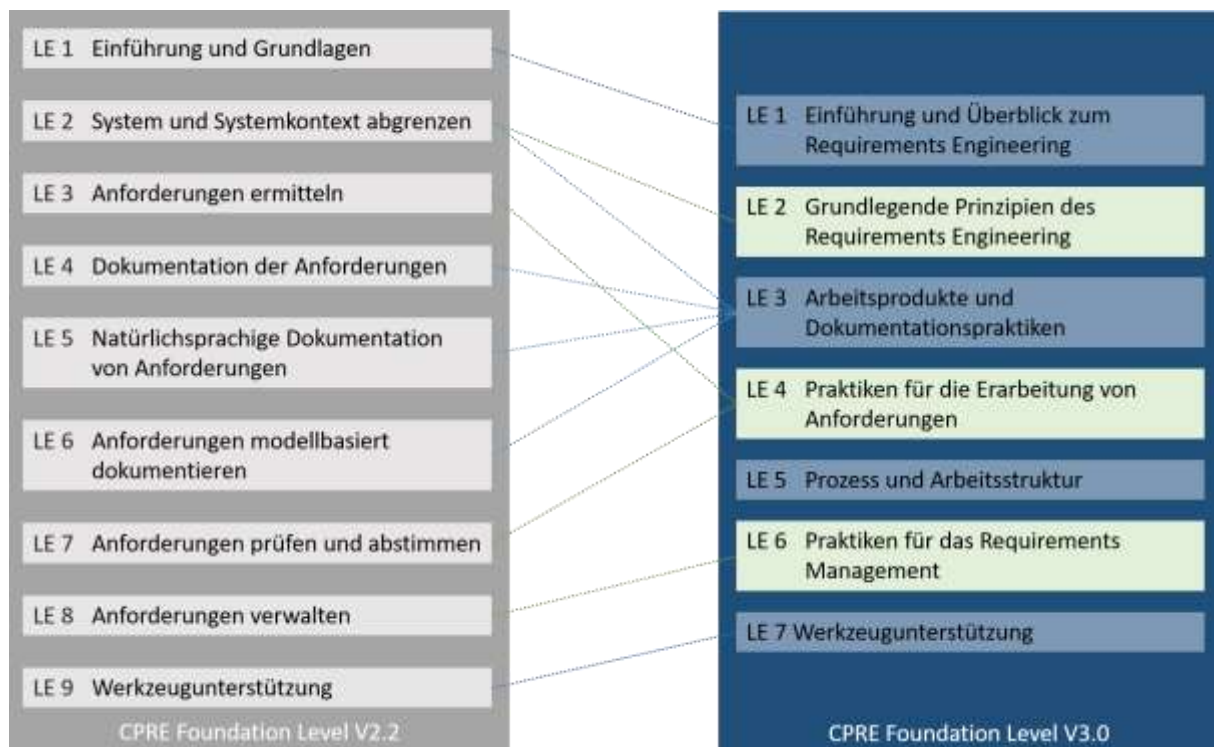 LE 1 Einführung und Grundlagen
LE 2 System und Systemkontext abgrenzen
LE 3 Anforderungen ermitteln
LE 4 Dokumentation der Anforderungen
LE 5 Natürlichsprachige Dokumentation
von Anforderungen
LE 6 Anforderungen modellbasiert
dokumentieren
LE 7 Anforderungen prüfen und abstimmen
LE 8 Anforderungen verwalten
LE 9 Werkzeugunterstützung
CPRE Foundation Level V2.2
LE 1 Einführung und Überblick zum
Requirements Engineering
LE 2 Grundlegende Prinzipien des
Requirements Engineering
LE 3 Arbeitsprodukte und
Dokumentationspraktiken
LE 4 Praktiken für die Erarbeitung von
Anforderungen
LE 5 Prozess und Arbeitsstruktur
LE 6 Praktiken für das Requirements
Management
LE 7 Werkzeugunterstützung
CPRE Foundation Level V3.0